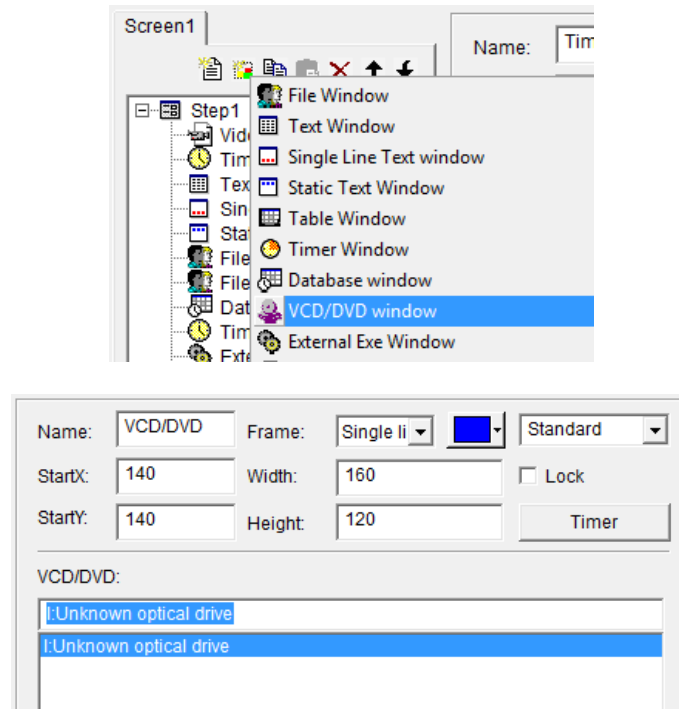 Screen1
Name: Tim
File Window
Step1
Text Window
Vid
Tim
Single Line Text window
Tex
Static Text Window
Sin
Table Window
Sta
Timer Window
File
Database window
File
Dat
VCD/DVD window
Tim
External Exe Window
Exte
Name: VCD/DVD Frame: Single li Standard
StartX: 140 Width: 160 Lock
StartY: 140 Height: 120 Timer
VCD/DVD:
I:Unknown optical drive
I:Unknown optical drive